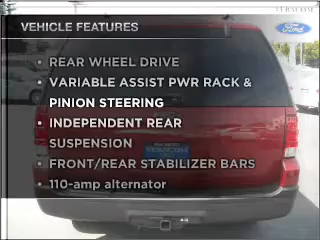 VEHICLE FEATURES
Ford
• REAR WHEEL DRIVE
• VARIABLE ASSIST PWR RACK &
PINION STEERING
• INDEPENDENT REAR
SUSPENSION
• FRONT/REAR STABILIZER BARS
• 110-amp alternator